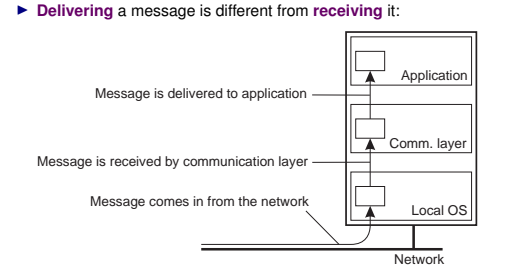 Delivering a message is different from receiving it:
Application
Message is delivered to application
Comm. layer
Message is received by communication layer
Message comes in from the network
Local OS
Network